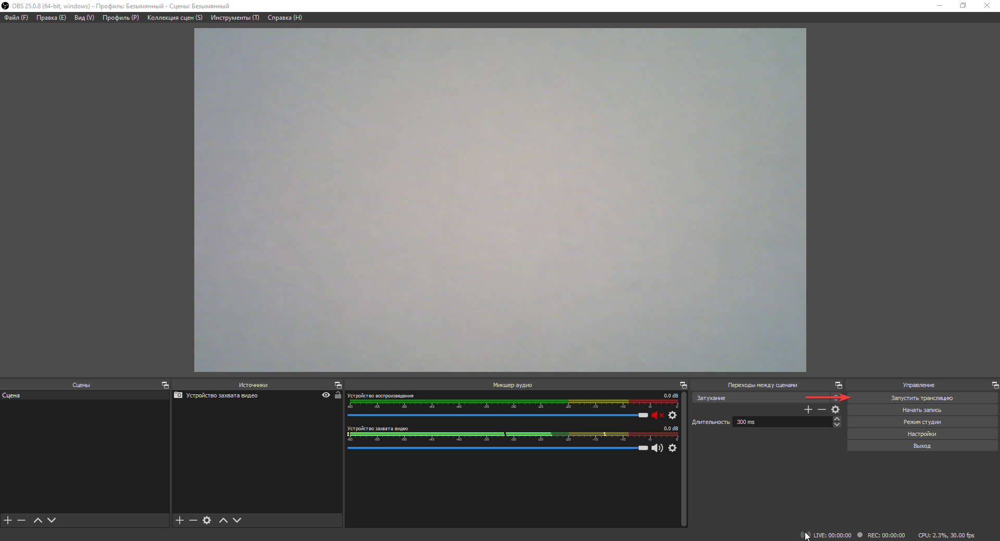 OBS 25.0.8 (64-bit, windows) - Профиль: Безымянный - Сцены: Безымянный
Файл (F) Правка (E) Вид (V) Профиль (P) Коллекция сцен (S) Инструменты (T) Справка (H)
Сцены Источники Микшер аудио Переходы между сценами Управление
Сцена
Устройство захвата видео
Устройство воспроизведения 0.0 dB
-60 -55 -50 -45 -40 -35 -30 -25 -20 -15 -10 -5 0
Устройство захвата видео 0.0 dB
-60 -55 -50 -45 -40 -35 -30 -25 -20 -15 -10 -5 0
Затухание
Длительность 300 ms
Запустить трансляцию
Начать запись
Режим студии
Настройки
Выход
LIVE: 00:00:00 REC: 00:00:00 CPU: 2.3%, 30.00 fps